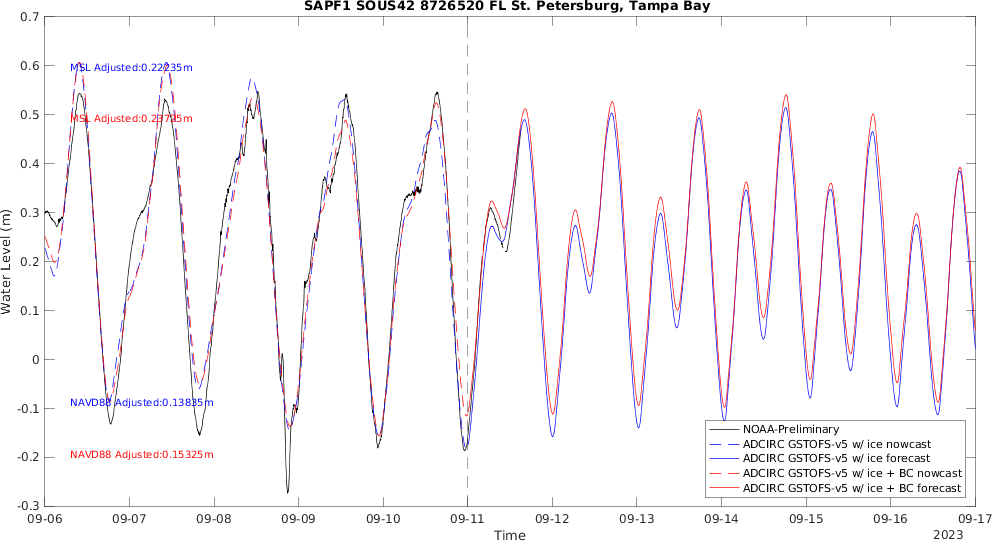 SAPF1 SOUS42 8726520 FL St. Petersburg, Tampa Bay
Water Level (m)
0.7
0.6
0.5
0.4
0.3
0.2
0.1
0
-0.1
-0.2
-0.3
MSL Adjusted:0.22235m
MSL Adjusted:0.23725m
NAVD88 Adjusted:0.13835m
NAVD88 Adjusted:0.15325m
NOAA-Preliminary
ADCIRC GSTOFS-v5 w/ ice nowcast
ADCIRC GSTOFS-v5 w/ ice forecast
ADCIRC GSTOFS-v5 w/ ice + BC nowcast
ADCIRC GSTOFS-v5 w/ ice + BC forecast
09-06 09-07 09-08 09-09 09-10 09-11 09-12 09-13 09-14 09-15 09-16 09-17
Time
2023